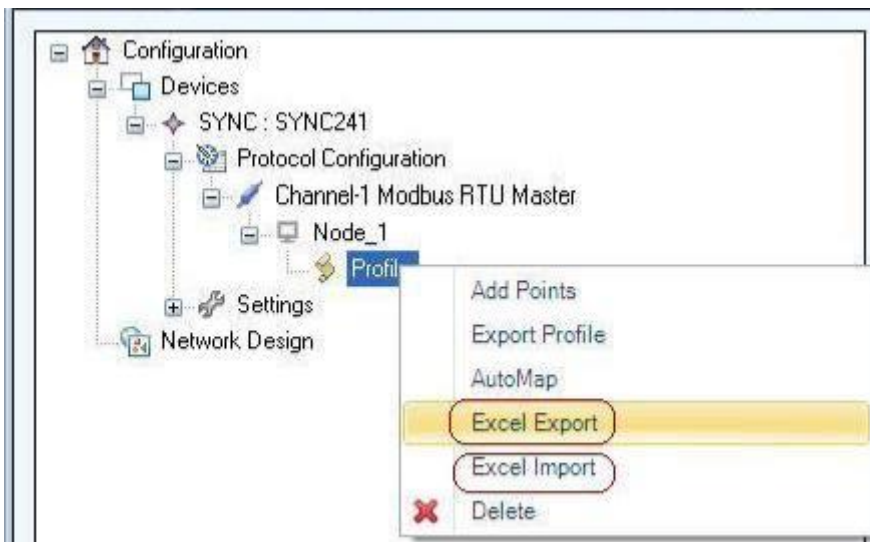 Configuration
Devices
SYNC : SYNC241
Protocol Configuration
Channel-1 Modbus RTU Master
Node_1
Settings
Network Design
Add Points
Export Profile
AutoMap
Excel Export
Excel Import
Delete